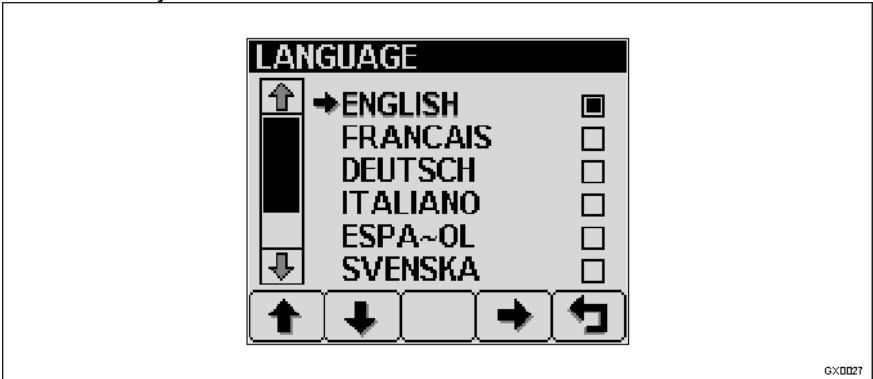 LANGUAGE
ENGLISH
FRANCAIS
DEUTSCH
ITALIANO
ESPA~OL
SVENSKA
GX0027